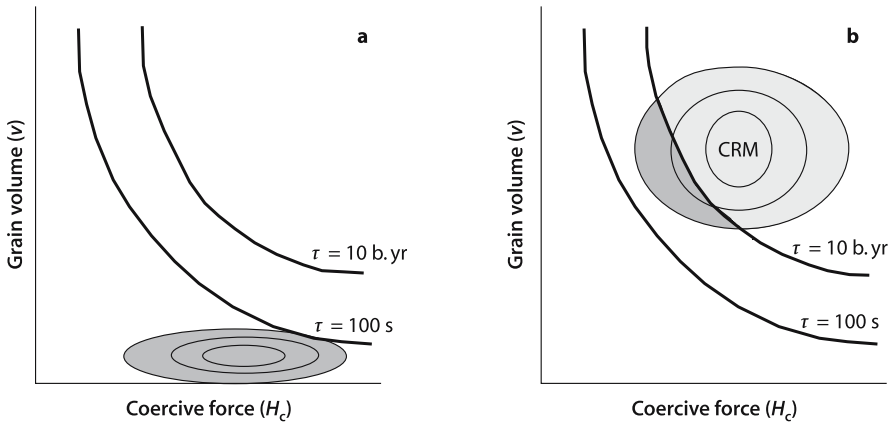 a
Grain volume (v)
τ = 10 b. yr
τ = 100 s
Coercive force (Hc)
b
Grain volume (v)
CRM
τ = 10 b. yr
τ = 100 s
Coercive force (Hc)